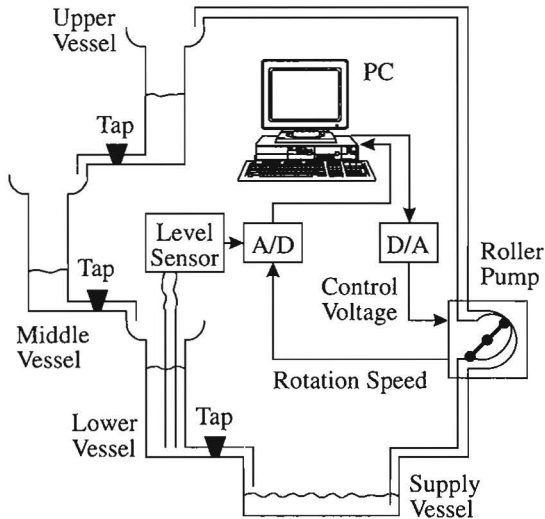 Upper
Vessel
PC
Tap
Level
Sensor
A/D
D/A
Roller
Pump
Tap
Control
Voltage
Middle
Vessel
Rotation Speed
Lower
Vessel
Tap
Supply
Vessel